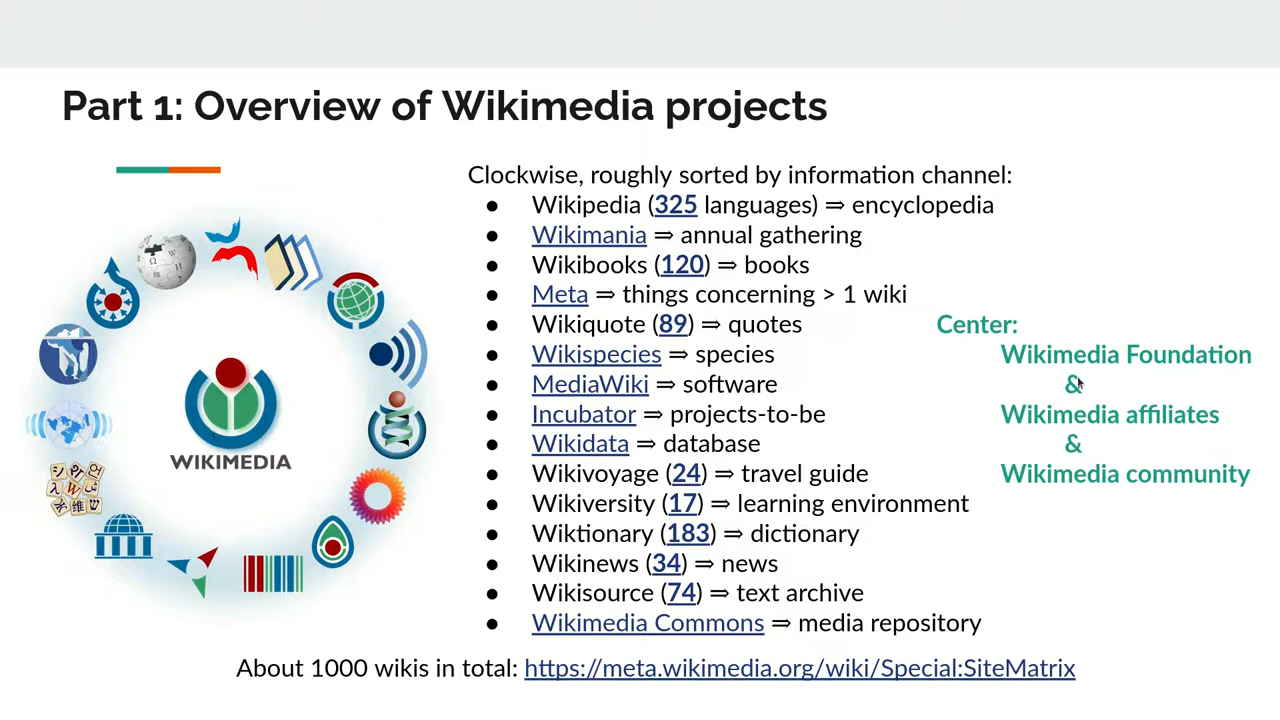 Part 1: Overview of Wikimedia projects
Clockwise, roughly sorted by information channel:
● Wikipedia (325 languages) ⇒ encyclopedia
● Wikimania ⇒ annual gathering
● Wikibooks (120) ⇒ books
● Meta ⇒ things concerning > 1 wiki
● Wikiquote (89) ⇒ quotes
● Wikispecies ⇒ species
● MediaWiki ⇒ software
● Incubator ⇒ projects-to-be
● Wikidata ⇒ database
● Wikivoyage (24) ⇒ travel guide
● Wikiversity (17) ⇒ learning environment
● Wiktionary (183) ⇒ dictionary
● Wikinews (34) ⇒ news
● Wikisource (74) ⇒ text archive
● Wikimedia Commons ⇒ media repository
Center:
Wikimedia Foundation
&
Wikimedia affiliates
&
Wikimedia community
WIKIMEDIA
About 1000 wikis in total: https://meta.wikimedia.org/wiki/Special:SiteMatrix